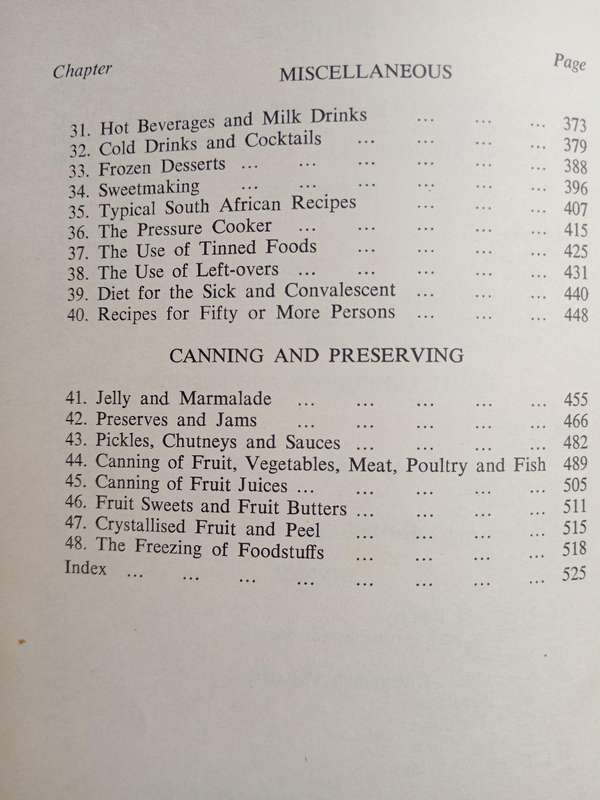 Chapter MISCELLANEOUS Page
31. Hot Beverages and Milk Drinks ... ... ... 373
32. Cold Drinks and Cocktails ... ... ... ... 379
33. Frozen Desserts ... ... ... ... ... ... 388
34. Sweetmaking ... ... ... ... ... ... 396
35. Typical South African Recipes ... ... ... 407
36. The Pressure Cooker ... ... ... ... ... 415
37. The Use of Tinned Foods ... ... ... ... 425
38. The Use of Left-overs ... ... ... ... ... 431
39. Diet for the Sick and Convalescent ... ... ... 440
40. Recipes for Fifty or More Persons ... ... ... 448
CANNING AND PRESERVING
41. Jelly and Marmalade ... ... ... ... ... 455
42. Preserves and Jams ... ... ... ... ... 466
43. Pickles, Chutneys and Sauces ... ... ... ... 482
44. Canning of Fruit, Vegetables, Meat, Poultry and Fish 489
45. Canning of Fruit Juices ... ... ... ... ... 505
46. Fruit Sweets and Fruit Butters ... ... ... ... 511
47. Crystallised Fruit and Peel ... ... ... ... 515
48. The Freezing of Foodstuffs ... ... ... ... 518
Index ... ... ... ... ... ... ... ... 525